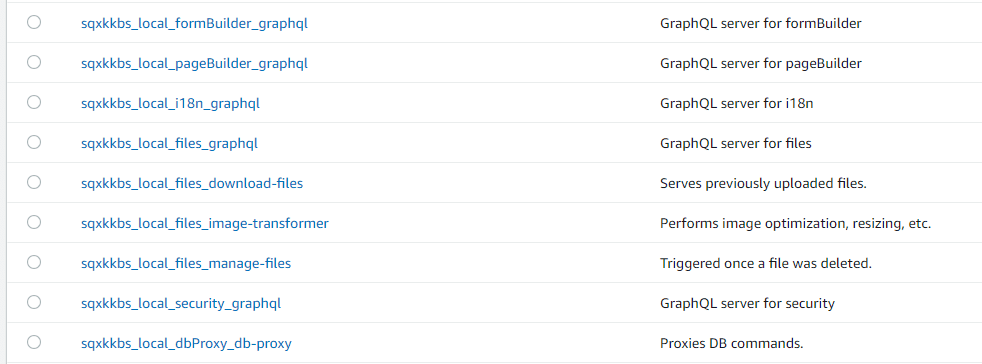 sqxkkbs_local_formBuilder_graphql GraphQL server for formBuilder
sqxkkbs_local_pageBuilder_graphql GraphQL server for pageBuilder
sqxkkbs_local_i18n_graphql GraphQL server for i18n
sqxkkbs_local_files_graphql GraphQL server for files
sqxkkbs_local_files_download-files Serves previously uploaded files.
sqxkkbs_local_files_image-transformer Performs image optimization, resizing, etc.
sqxkkbs_local_files_manage-files Triggered once a file was deleted.
sqxkkbs_local_security_graphql GraphQL server for security
sqxkkbs_local_dbProxy_db-proxy Proxies DB commands.